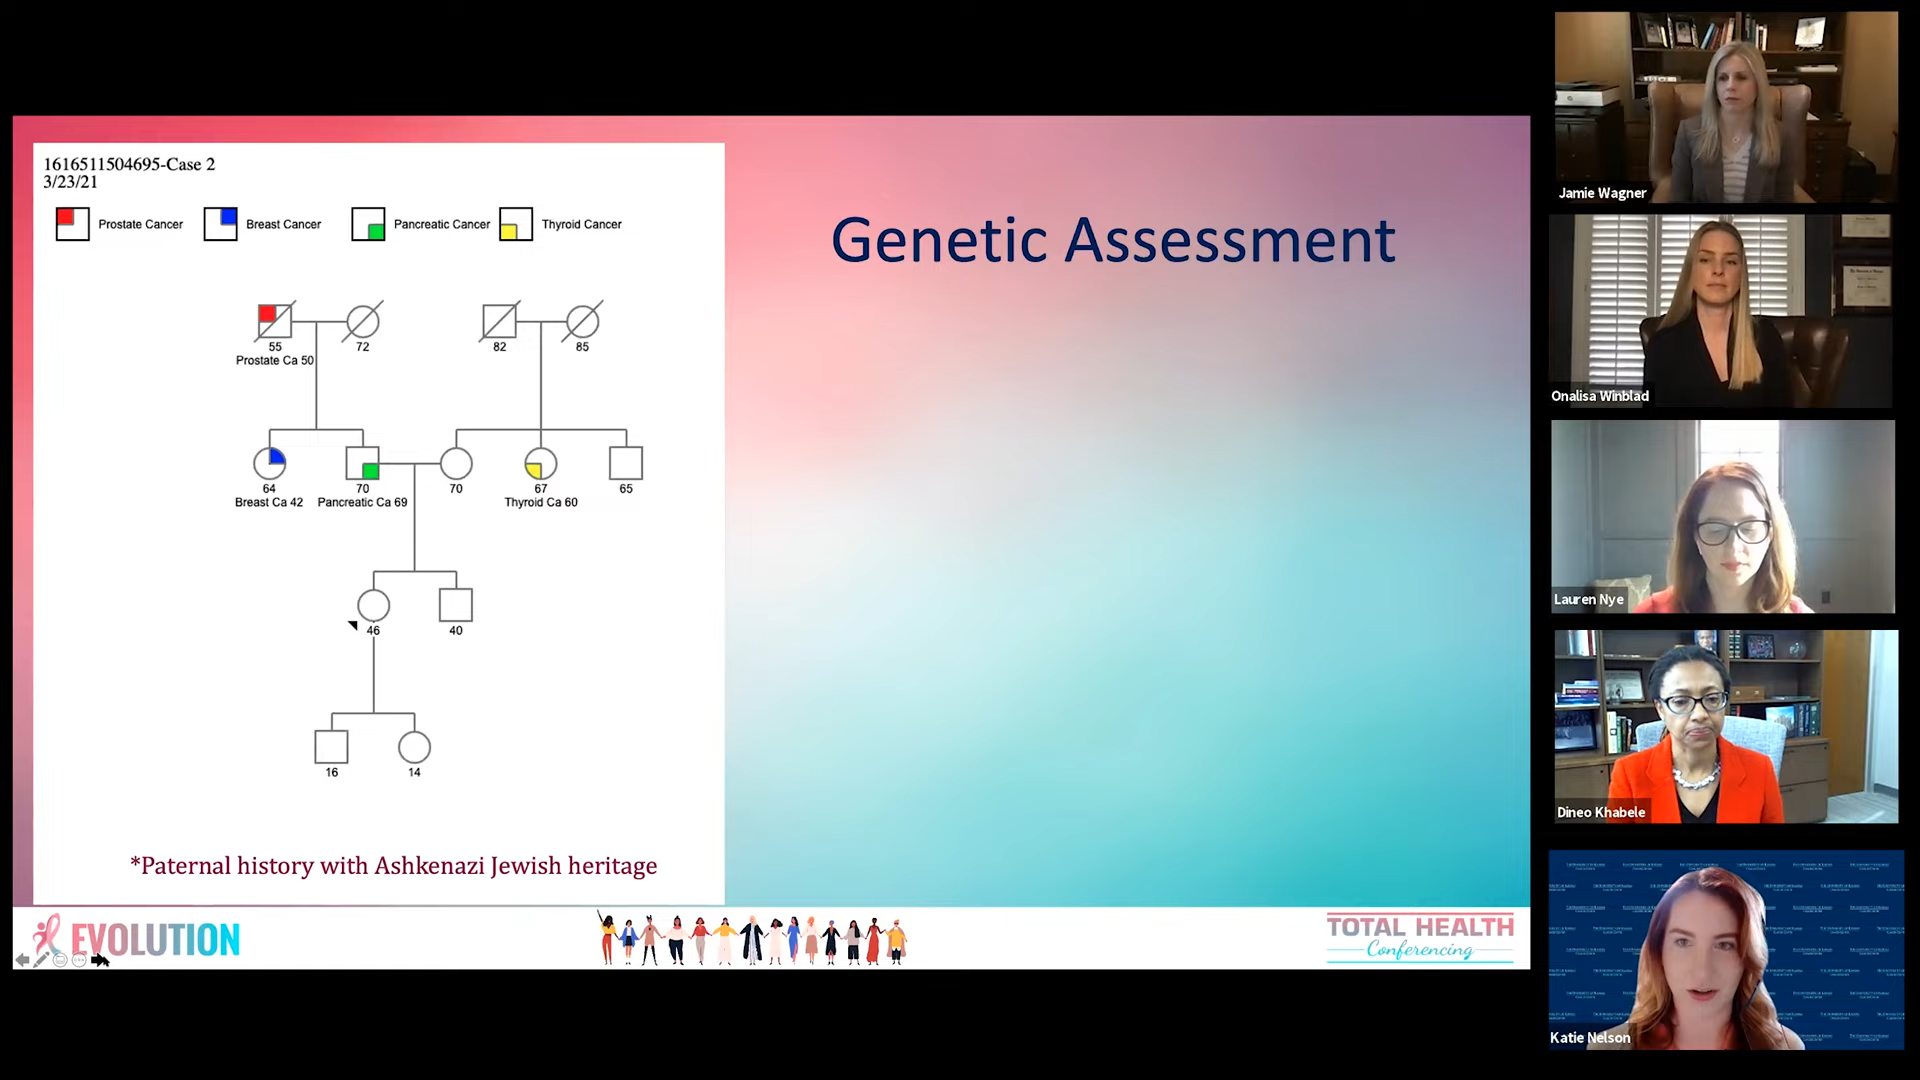 1616511504695-Case 2
3/23/21
Prostate Cancer
Breast Cancer
Pancreatic Cancer
Thyroid Cancer
55
Prostate Ca 50
72
82
85
64
Breast Ca 42
70
Pancreatic Ca 69
70
67
Thyroid Ca 60
65
46
40
16
14
*Paternal history with Ashkenazi Jewish heritage
Genetic Assessment
EVOLUTION
TOTAL HEALTH
Conferencing
Jamie Wagner
Onalisa Winblad
Lauren Nye
Dineo Khabele
Katie Nelson